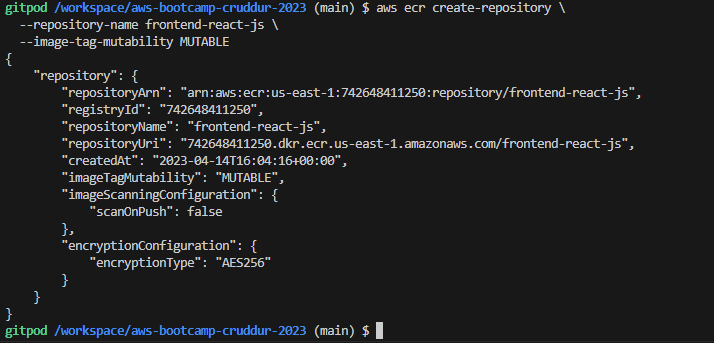 gitpod /workspace/aws-bootcamp-cruddur-2023 (main) $ aws ecr create-repository \
  --repository-name frontend-react-js \
  --image-tag-mutability MUTABLE
{
    "repository": {
        "repositoryArn": "arn:aws:ecr:us-east-1:742648411250:repository/frontend-react-js",
        "registryId": "742648411250",
        "repositoryName": "frontend-react-js",
        "repositoryUri": "742648411250.dkr.ecr.us-east-1.amazonaws.com/frontend-react-js",
        "createdAt": "2023-04-14T16:04:16+00:00",
        "imageTagMutability": "MUTABLE",
        "imageScanningConfiguration": {
            "scanOnPush": false
        },
        "encryptionConfiguration": {
            "encryptionType": "AES256"
        }
    }
}
gitpod /workspace/aws-bootcamp-cruddur-2023 (main) $